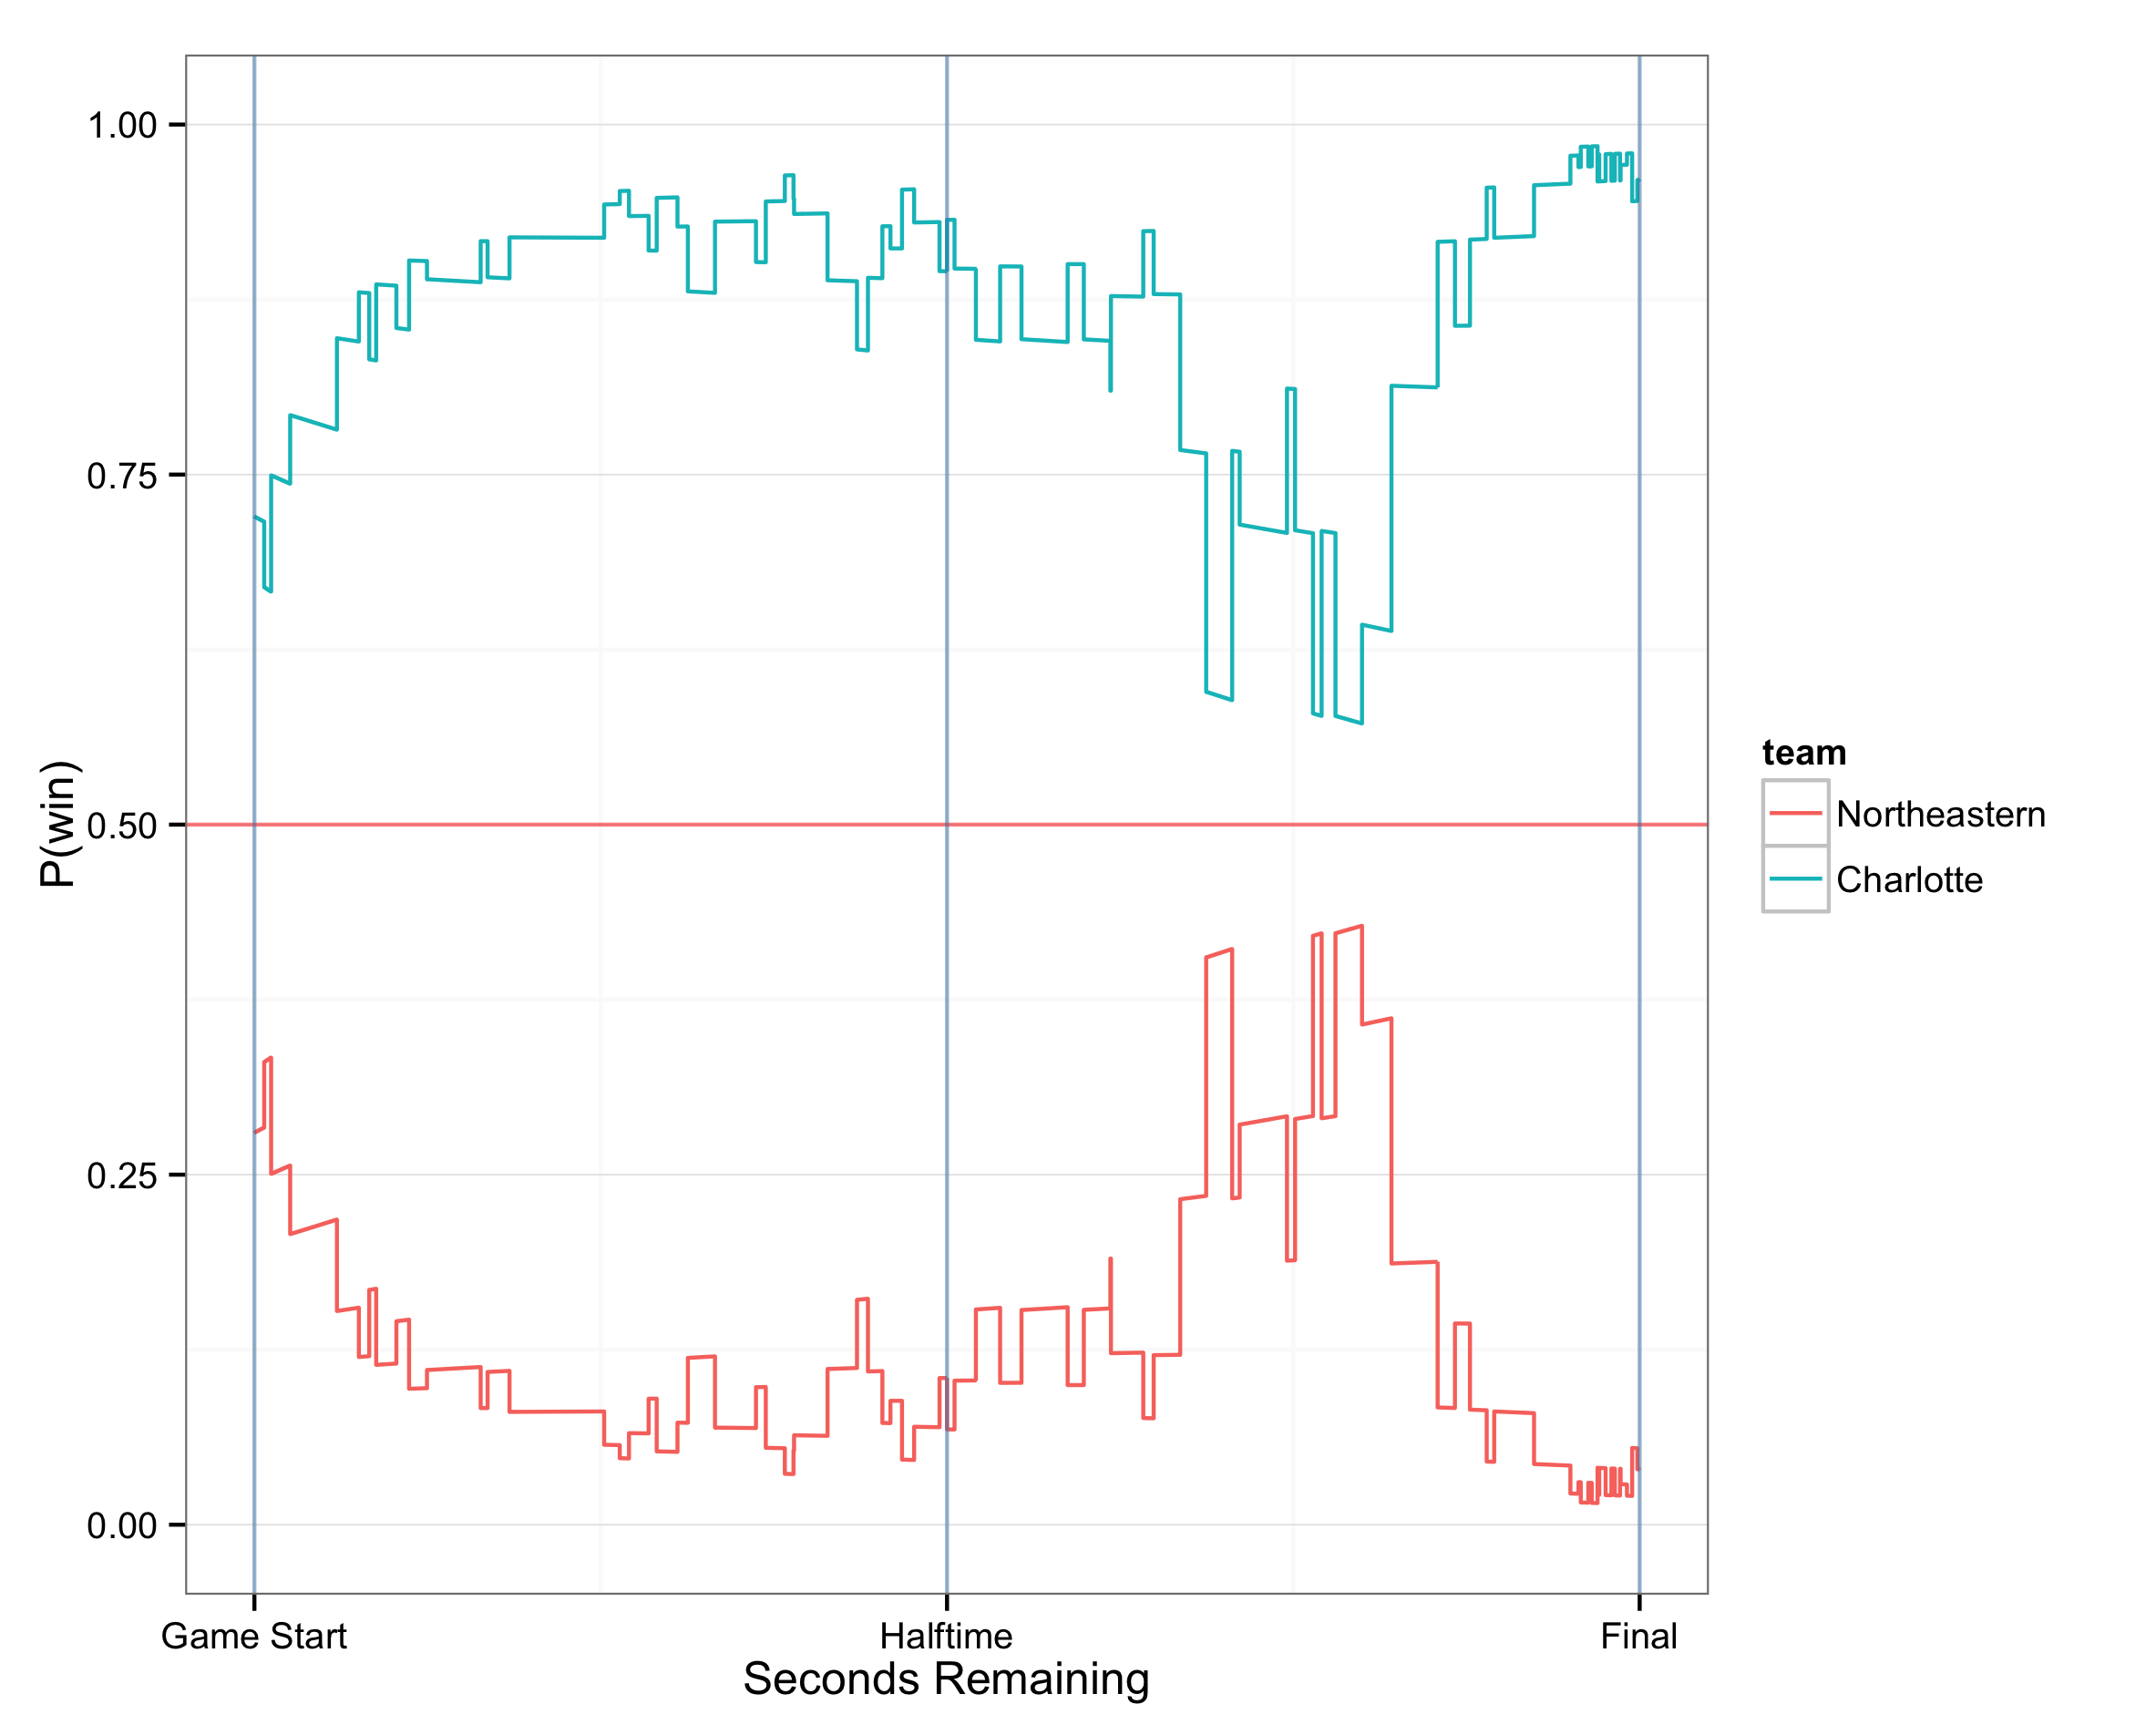 1.00
0.75
0.50
0.25
0.00
P(win)
Game Start
Halftime
Final
Seconds Remaining
team
Northeastern
Charlotte